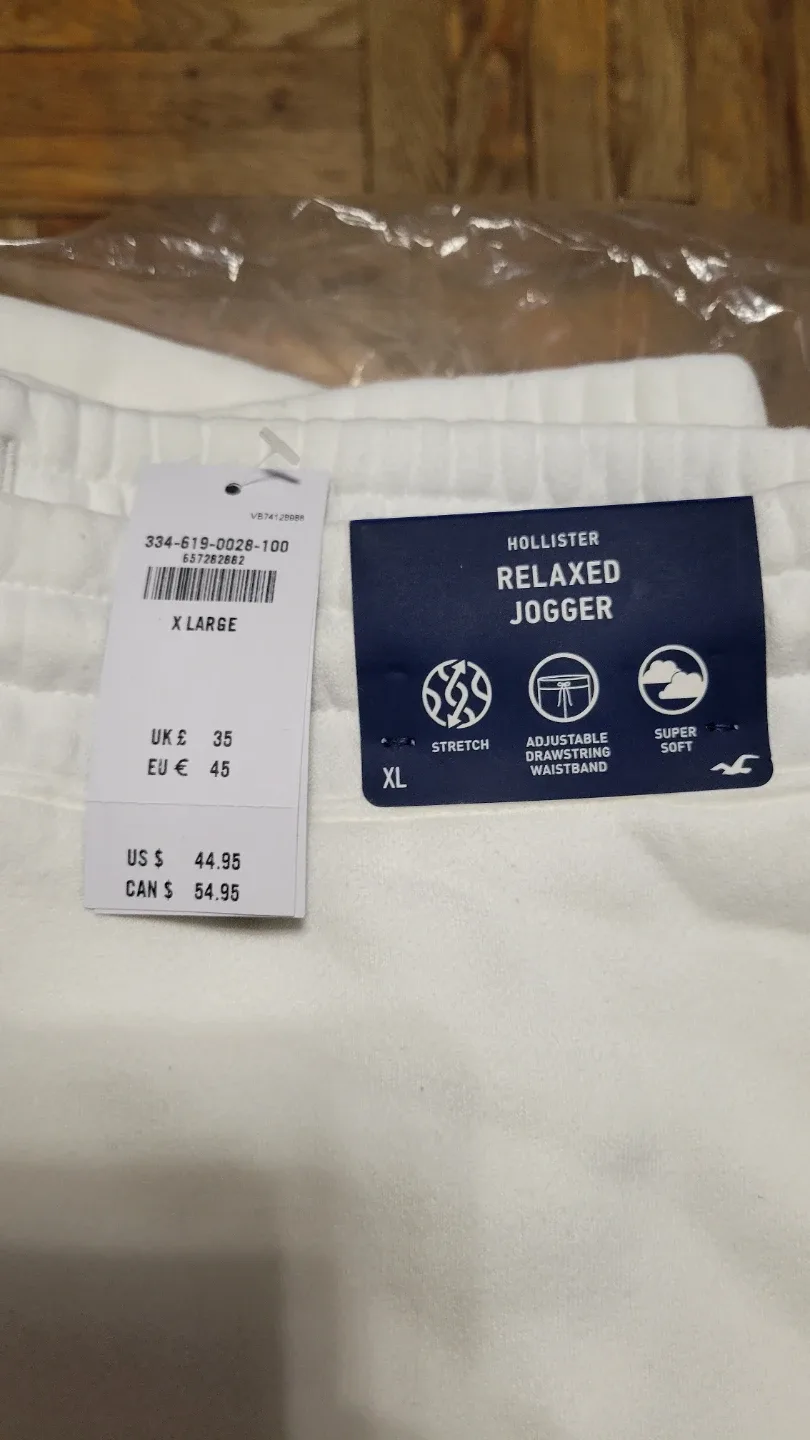 334-619-0028-100
657282882
X LARGE
UK £ 35
EU € 45
US $ 44.95
CAN $ 54.95
HOLLISTER
RELAXED
JOGGER
STRETCH
ADJUSTABLE
DRAWSTRING
WAISTBAND
SUPER
SOFT
XL